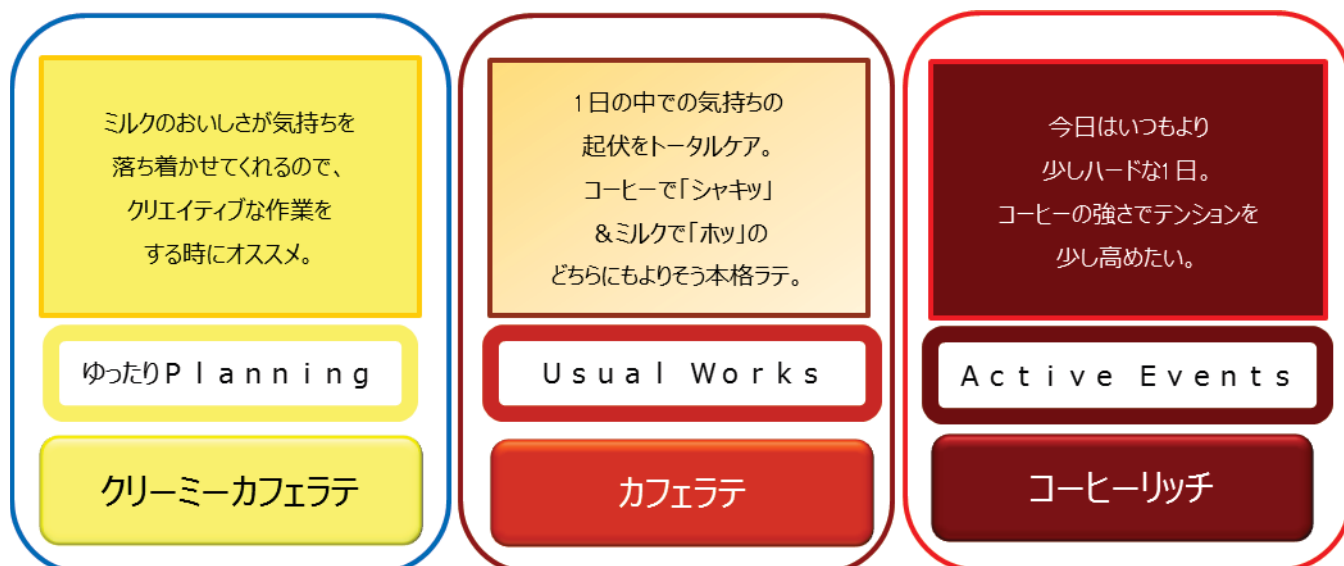 ミルクのおいしさが気持ちを
落ち着かせてくれるので、
クリエイティブな作業を
する時にオススメ。
ゆったりPlanning
クリーミーカフェラテ
1日の中での気持ちの
起伏をトータルケア。
コーヒーで「シャキッ」
&ミルクで「ホッ」の
どちらにもよりそう本格ラテ。
Usual Works
カフェラテ
今日はいつもより
少しハードな1日。
コーヒーの強さでテンションを
少し高めたい。
Active Events
コーヒーリッチ